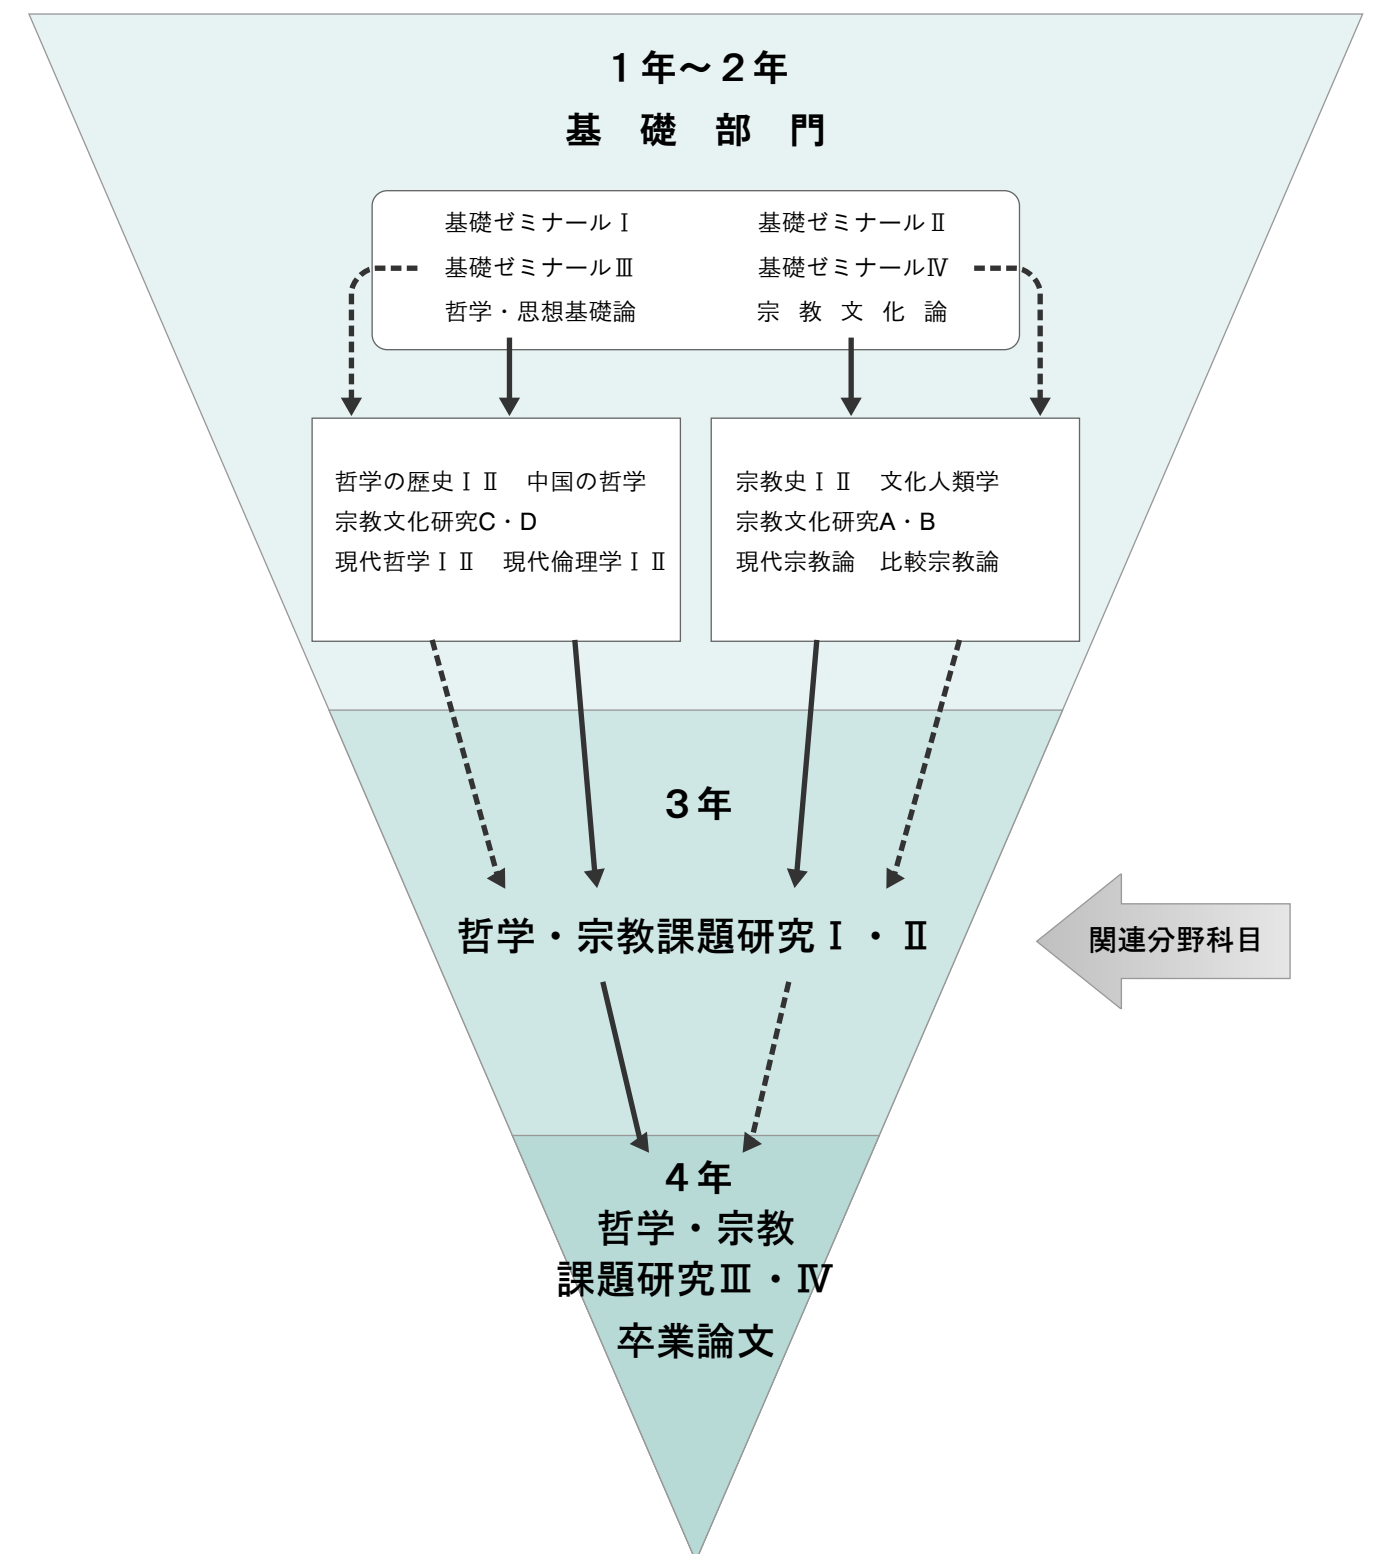 １年～２年
基 礎 部 門
基礎ゼミナールⅠ 基礎ゼミナールⅡ
基礎ゼミナールⅢ 基礎ゼミナールⅣ
哲学・思想基礎論 宗 教 文 化 論
哲学の歴史ⅠⅡ 中国の哲学
宗教文化研究C・D
現代哲学ⅠⅡ 現代倫理学ⅠⅡ
宗教史ⅠⅡ 文化人類学
宗教文化研究A・B
現代宗教論 比較宗教論
３年
哲学・宗教課題研究Ⅰ・Ⅱ
関連分野科目
４年
哲学・宗教
課題研究Ⅲ・Ⅳ
卒業論文